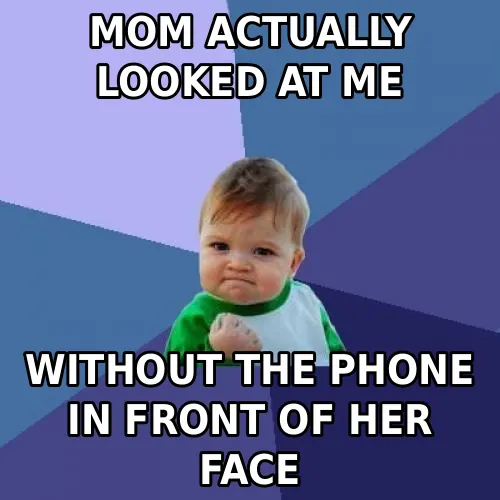 MOM ACTUALLY
LOOKED AT ME
WITHOUT THE PHONE
IN FRONT OF HER
FACE